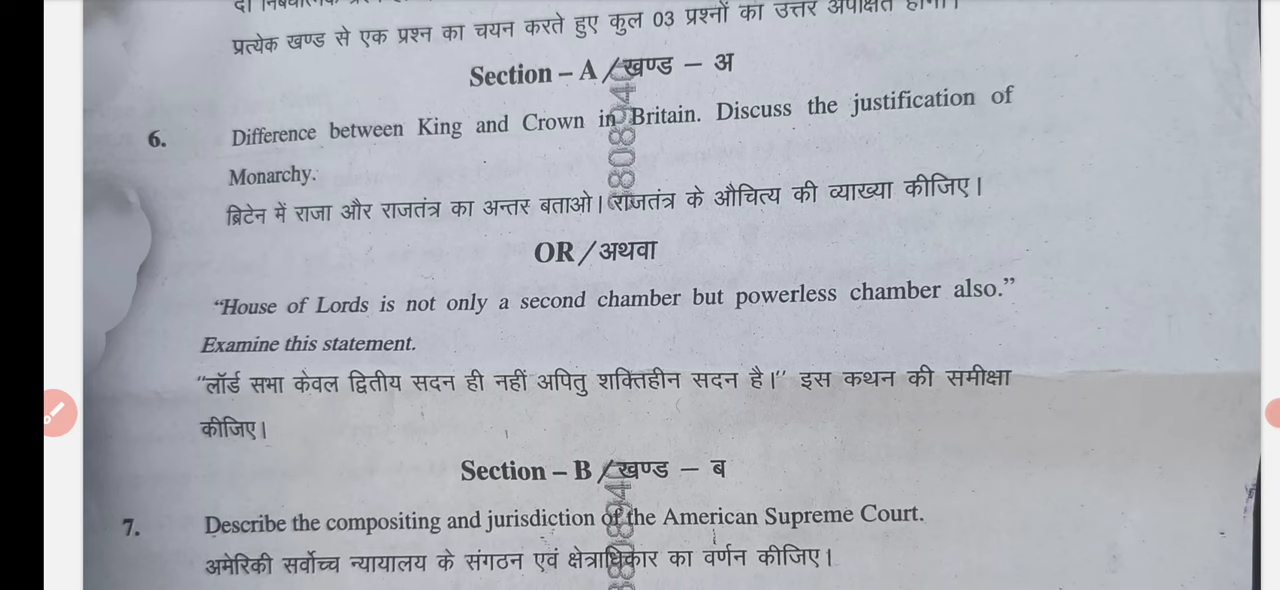 प्रत्येक खण्ड से एक प्रश्न का चयन करते हुए कुल 03 प्रश्नों का उत्तर अपेक्षित
Section – A / खण्ड – अ
6. Difference between King and Crown in Britain. Discuss the justification of
Monarchy.
ब्रिटेन में राजा और राजतंत्र का अन्तर बताओ। राजतंत्र के औचित्य की व्याख्या कीजिए।
OR / अथवा
“House of Lords is not only a second chamber but powerless chamber also.”
Examine this statement.
“लॉर्ड सभा केवल द्वितीय सदन ही नहीं अपितु शक्तिहीन सदन है।” इस कथन की समीक्षा
कीजिए।
Section – B / खण्ड – ब
7. Describe the compositing and jurisdiction of the American Supreme Court.
अमेरिकी सर्वोच्च न्यायालय के संगठन एवं क्षेत्राधिकार का वर्णन कीजिए।